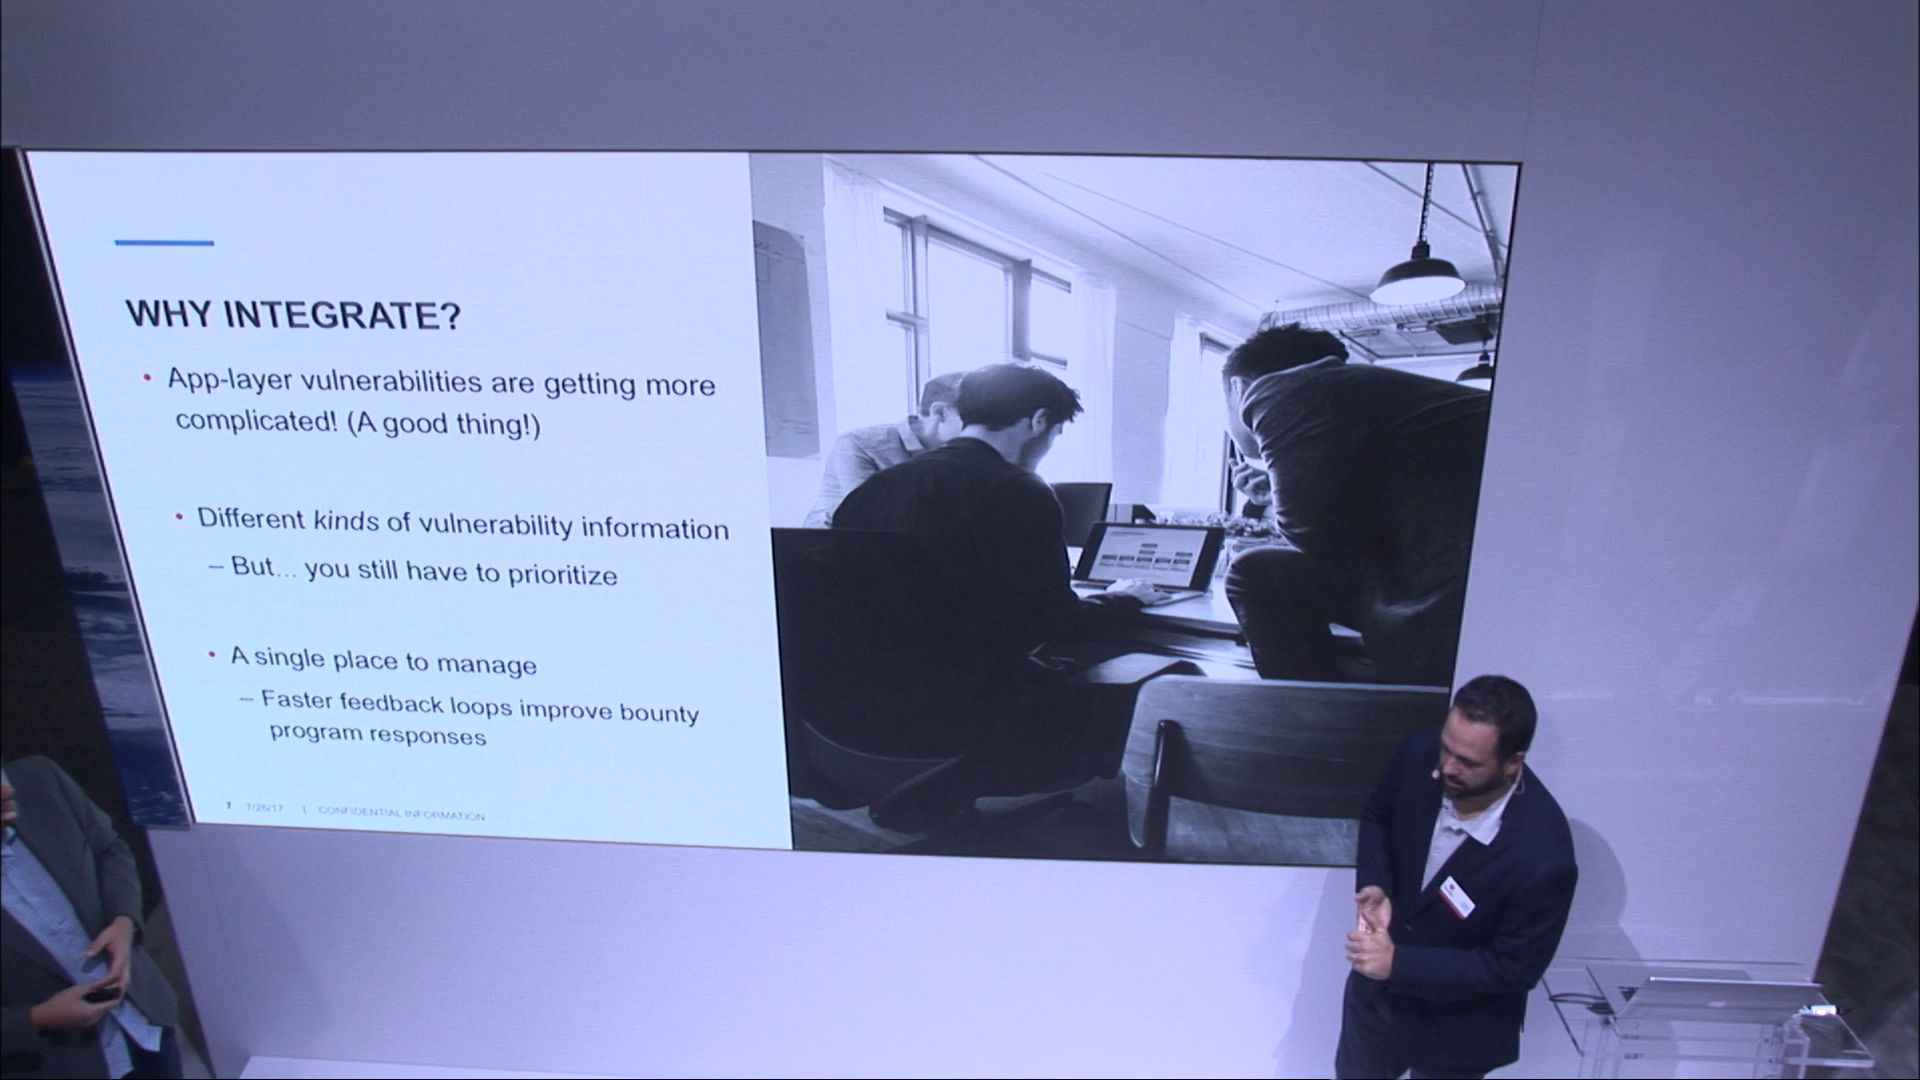 WHY INTEGRATE?
• App-layer vulnerabilities are getting more
complicated! (A good thing!)
• Different kinds of vulnerability information
– But... you still have to prioritize
• A single place to manage
– Faster feedback loops improve bounty
program responses
7 7/26/17 | CONFIDENTIAL INFORMATION